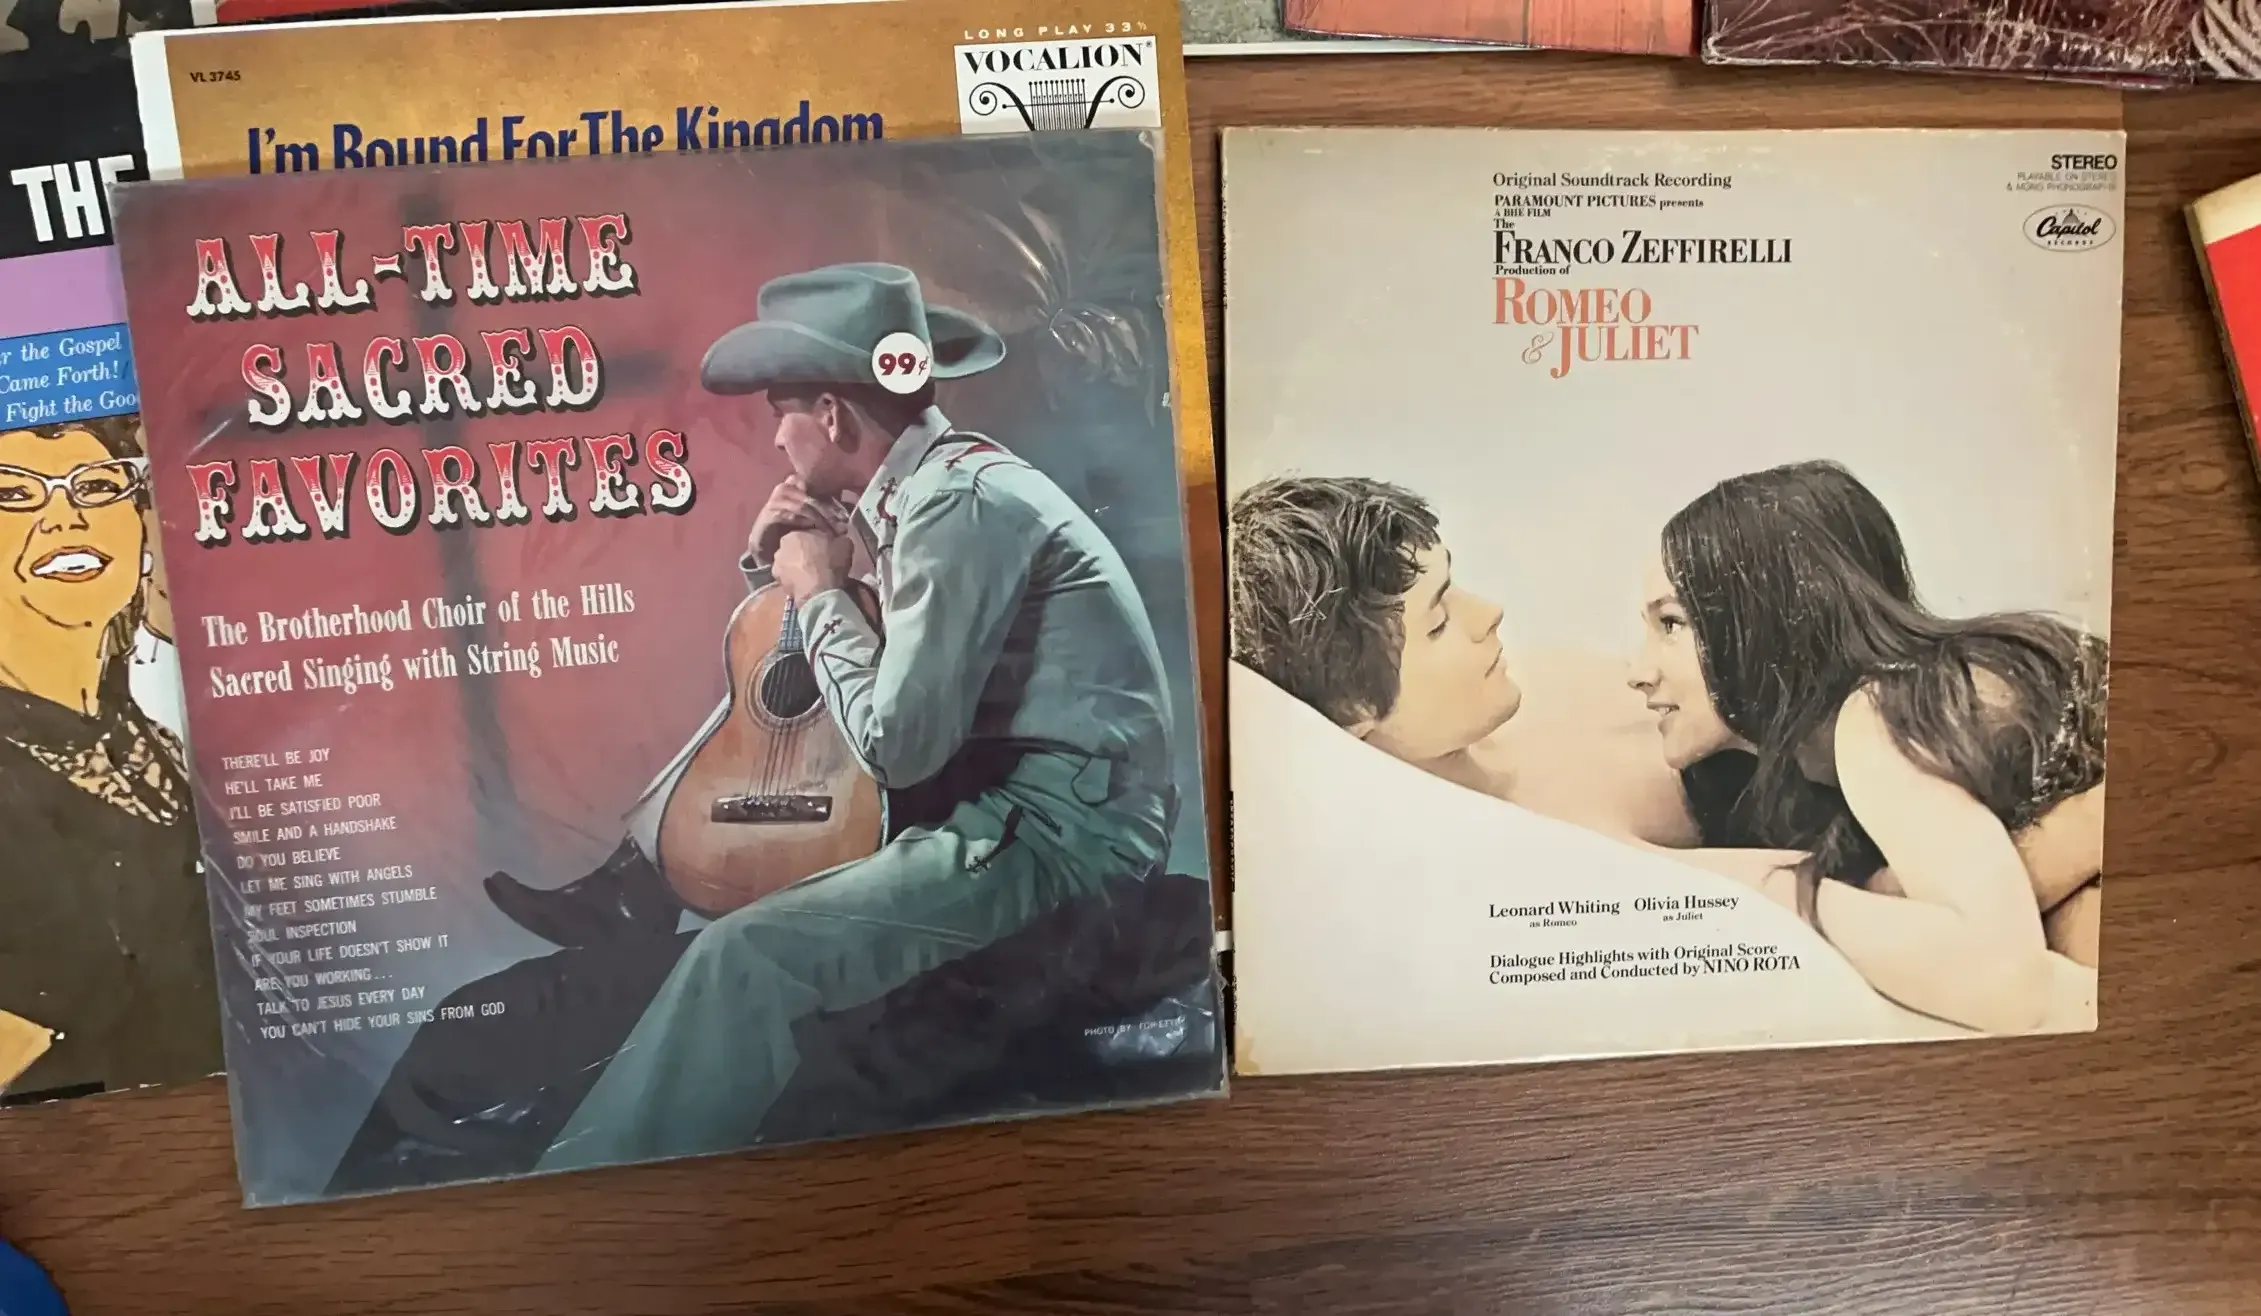 LONG PLAY 33⅓
VOCALION®
VL 3745
I'm Bound For The Kingdom
THE
r the Gospel
Came Forth!
Fight the Goo
ALL-TIME
SACRED
FAVORITES
99¢
The Brotherhood Choir of the Hills
Sacred Singing with String Music
THERE'LL BE JOY
HE'LL TAKE ME
I'LL BE SATISFIED POOR
SMILE AND A HANDSHAKE
DO YOU BELIEVE
LET ME SING WITH ANGELS
MY FEET SOMETIMES STUMBLE
SOUL INSPECTION
IF YOUR LIFE DOESN'T SHOW IT
ARE YOU WORKING...
TALK TO JESUS EVERY DAY
YOU CAN'T HIDE YOUR SINS FROM GOD
PHOTO BY
Original Soundtrack Recording
PARAMOUNT PICTURES presents
A BHE FILM
The
FRANCO ZEFFIRELLI
Production of
ROMEO
& JULIET
STEREO
PLAYABLE ON STEREO
& MONO PHONOGRAPHS
Capitol
RECORDS
Leonard Whiting Olivia Hussey
as Romeo as Juliet
Dialogue Highlights with Original Score
Composed and Conducted by NINO ROTA